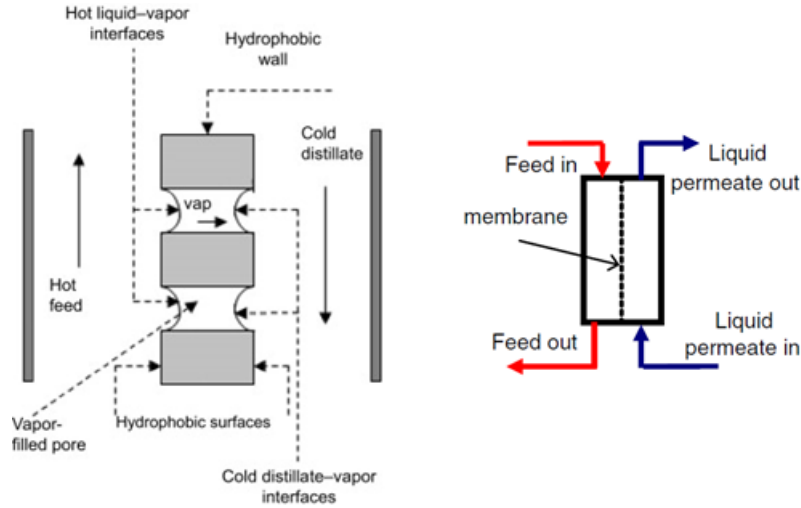 Hot liquid–vapor
interfaces
Hydrophobic
wall
Cold
distillate
vap
Hot
feed
Vapor-
filled pore
Hydrophobic surfaces
Cold distillate–vapor
interfaces
Feed in
Liquid
permeate out
membrane
Feed out
Liquid
permeate in